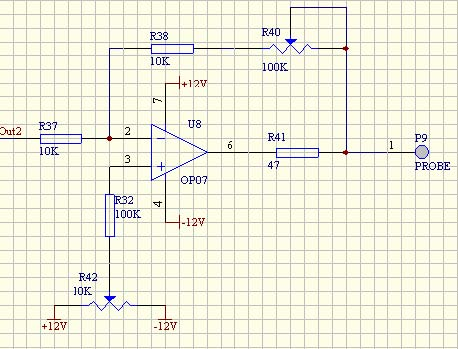 R38
10K
R40
100K
+12V
7
U8
Out2
R37
10K
2
3
6
R41
47
1
P9
PROBE
OP07
4
R32
100K
-12V
R42
10K
+12V
-12V